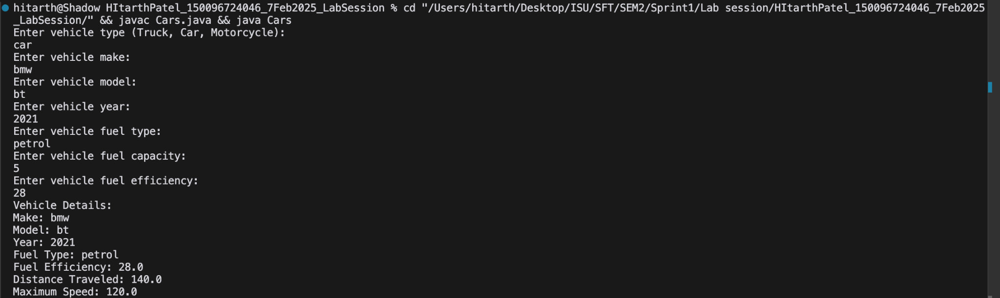 hitarth@Shadow HItarthPatel_150096724046_7Feb2025_LabSession % cd "/Users/hitarth/Desktop/ISU/SFT/SEM2/Sprint1/Lab session/HItarthPatel_150096724046_7Feb2025
_LabSession/" && javac Cars.java && java Cars
Enter vehicle type (Truck, Car, Motorcycle):
car
Enter vehicle make:
bmw
Enter vehicle model:
bt
Enter vehicle year:
2021
Enter vehicle fuel type:
petrol
Enter vehicle fuel capacity:
5
Enter vehicle fuel efficiency:
28
Vehicle Details:
Make: bmw
Model: bt
Year: 2021
Fuel Type: petrol
Fuel Efficiency: 28.0
Distance Traveled: 140.0
Maximum Speed: 120.0